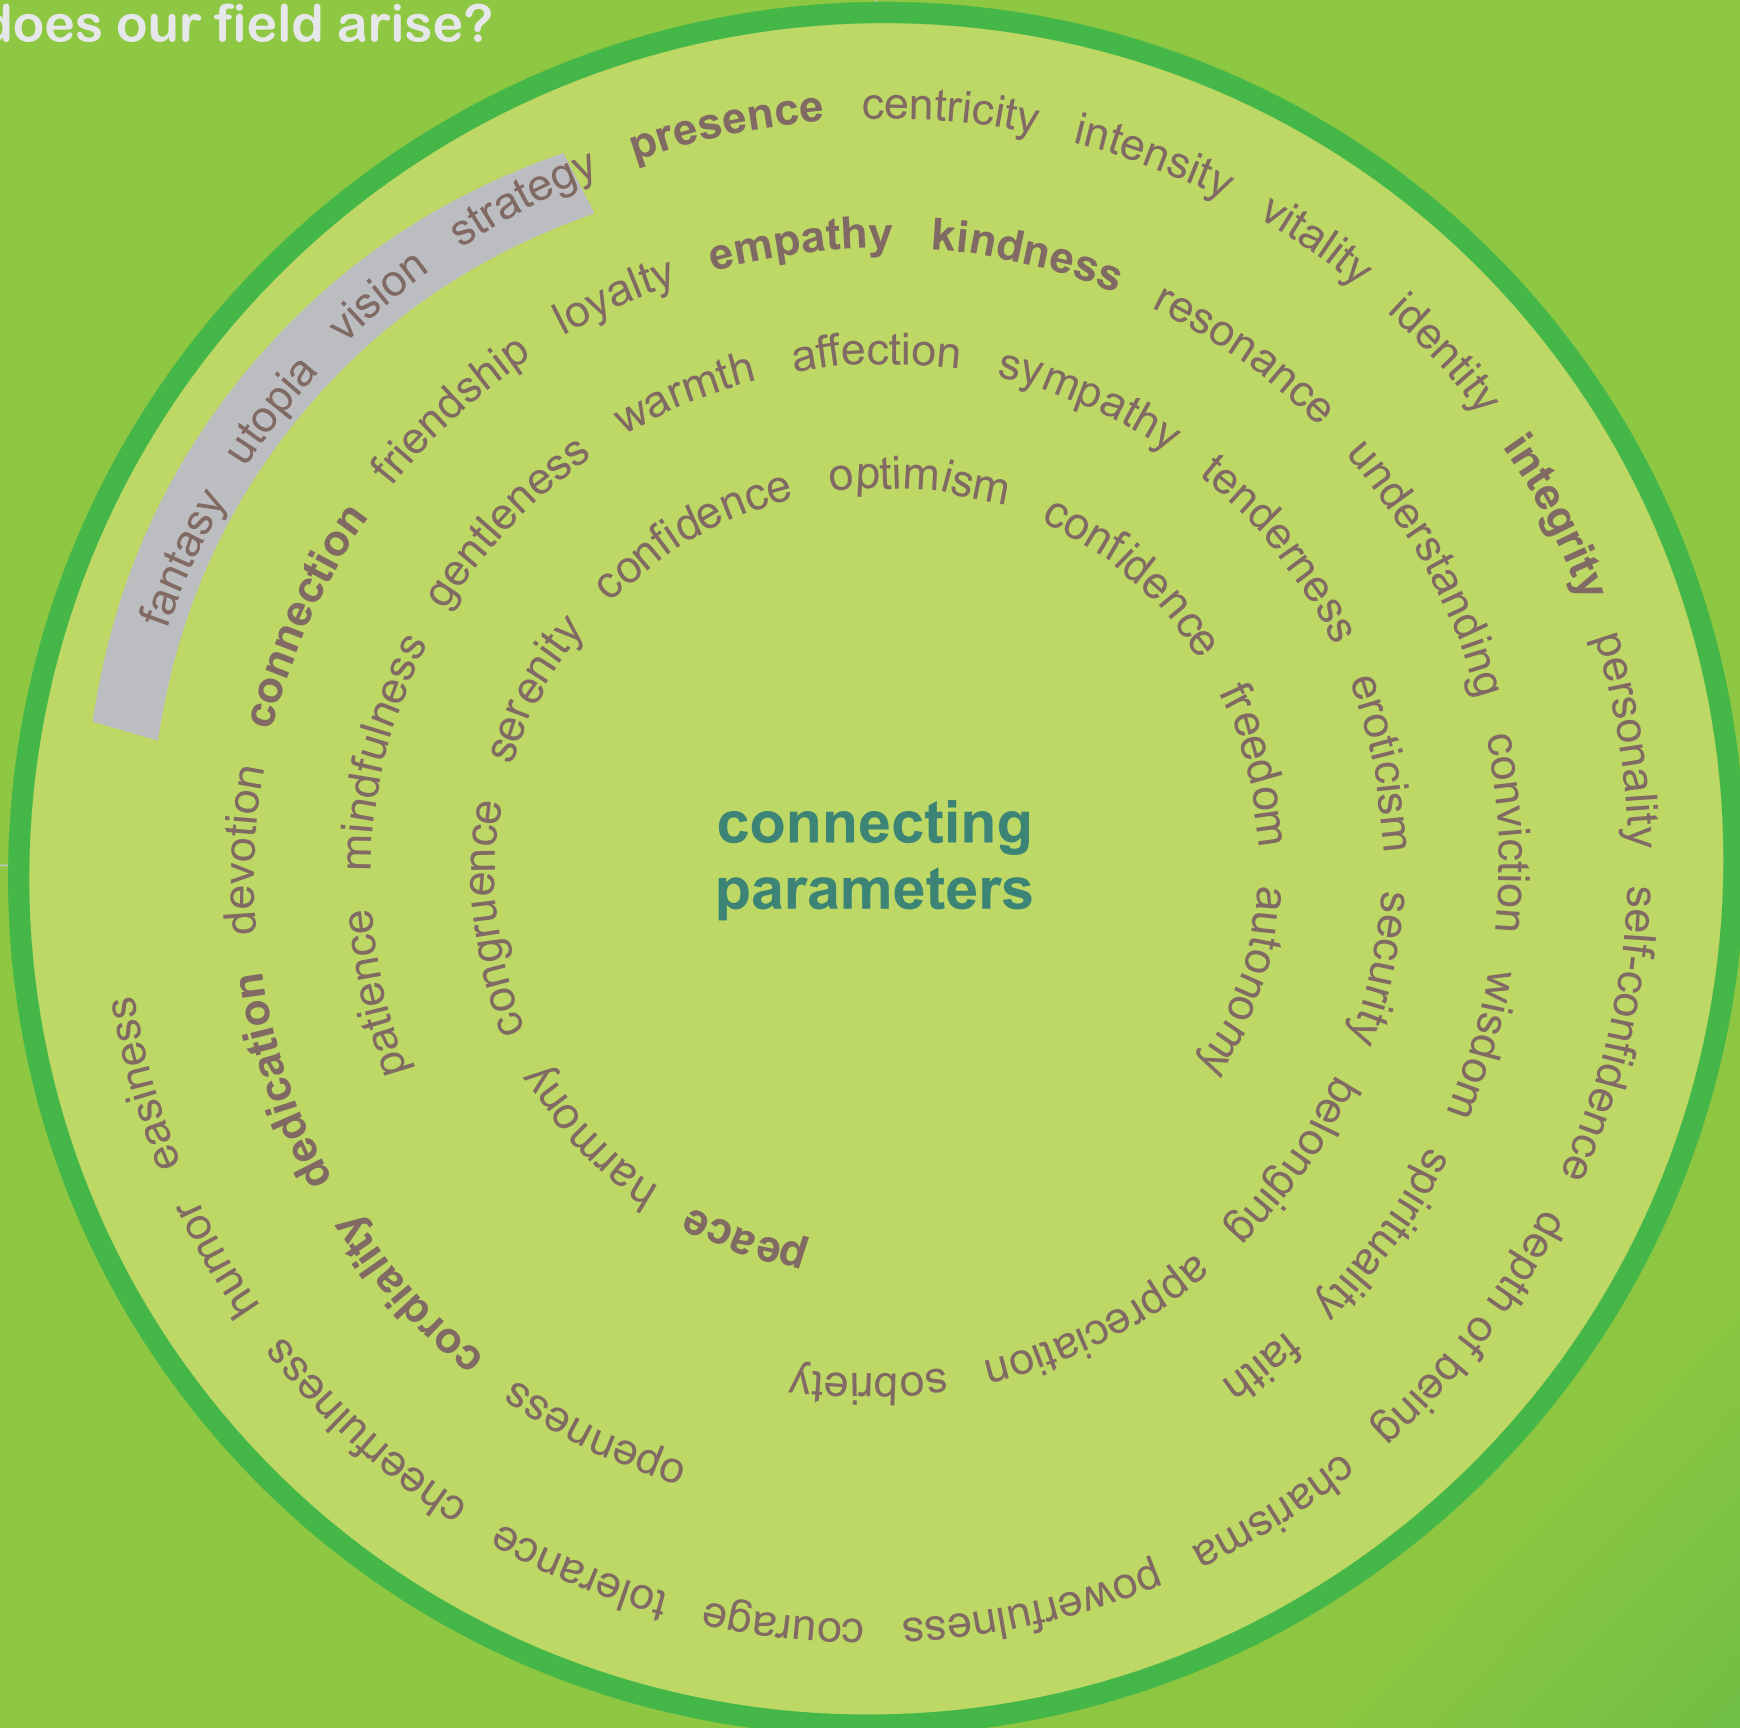 does our field arise?
fantasy utopia vision strategy
presence centricity intensity vitality identity integrity personality self-confidence depth of being charisma powerfulness courage tolerance cheerfulness humor easiness
openness cordiality dedication devotion connection friendship loyalty empathy kindness resonance understanding conviction wisdom spirituality faith
patience mindfulness gentleness warmth affection sympathy tenderness eroticism security belonging appreciation sobriety
peace harmony congruence serenity confidence optimism confidence freedom autonomy
connecting
parameters